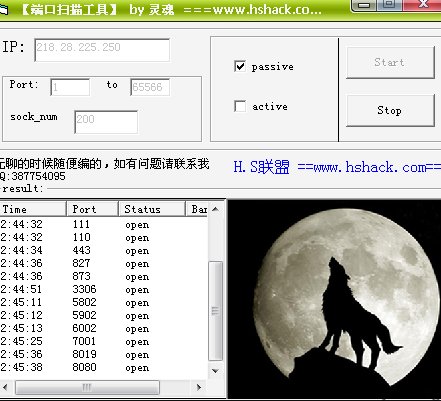 【端口扫描工具】 by 灵魂 ===www.hshack.com===
IP: 218.28.225.250
Port: 1 to 65566
sock_num 200
passive
active
Start
Stop
无聊的时候随便编的，如有问题请联系我
Q:387754095
H.S联盟 ==www.hshack.com==
result:
Time Port Status Ban
2:44:32 111 open
2:44:32 110 open
2:44:34 443 open
2:44:36 827 open
2:44:36 873 open
2:44:51 3306 open
2:45:11 5802 open
2:45:12 5902 open
2:45:13 6002 open
2:45:25 7001 open
2:45:36 8019 open
2:45:38 8080 open